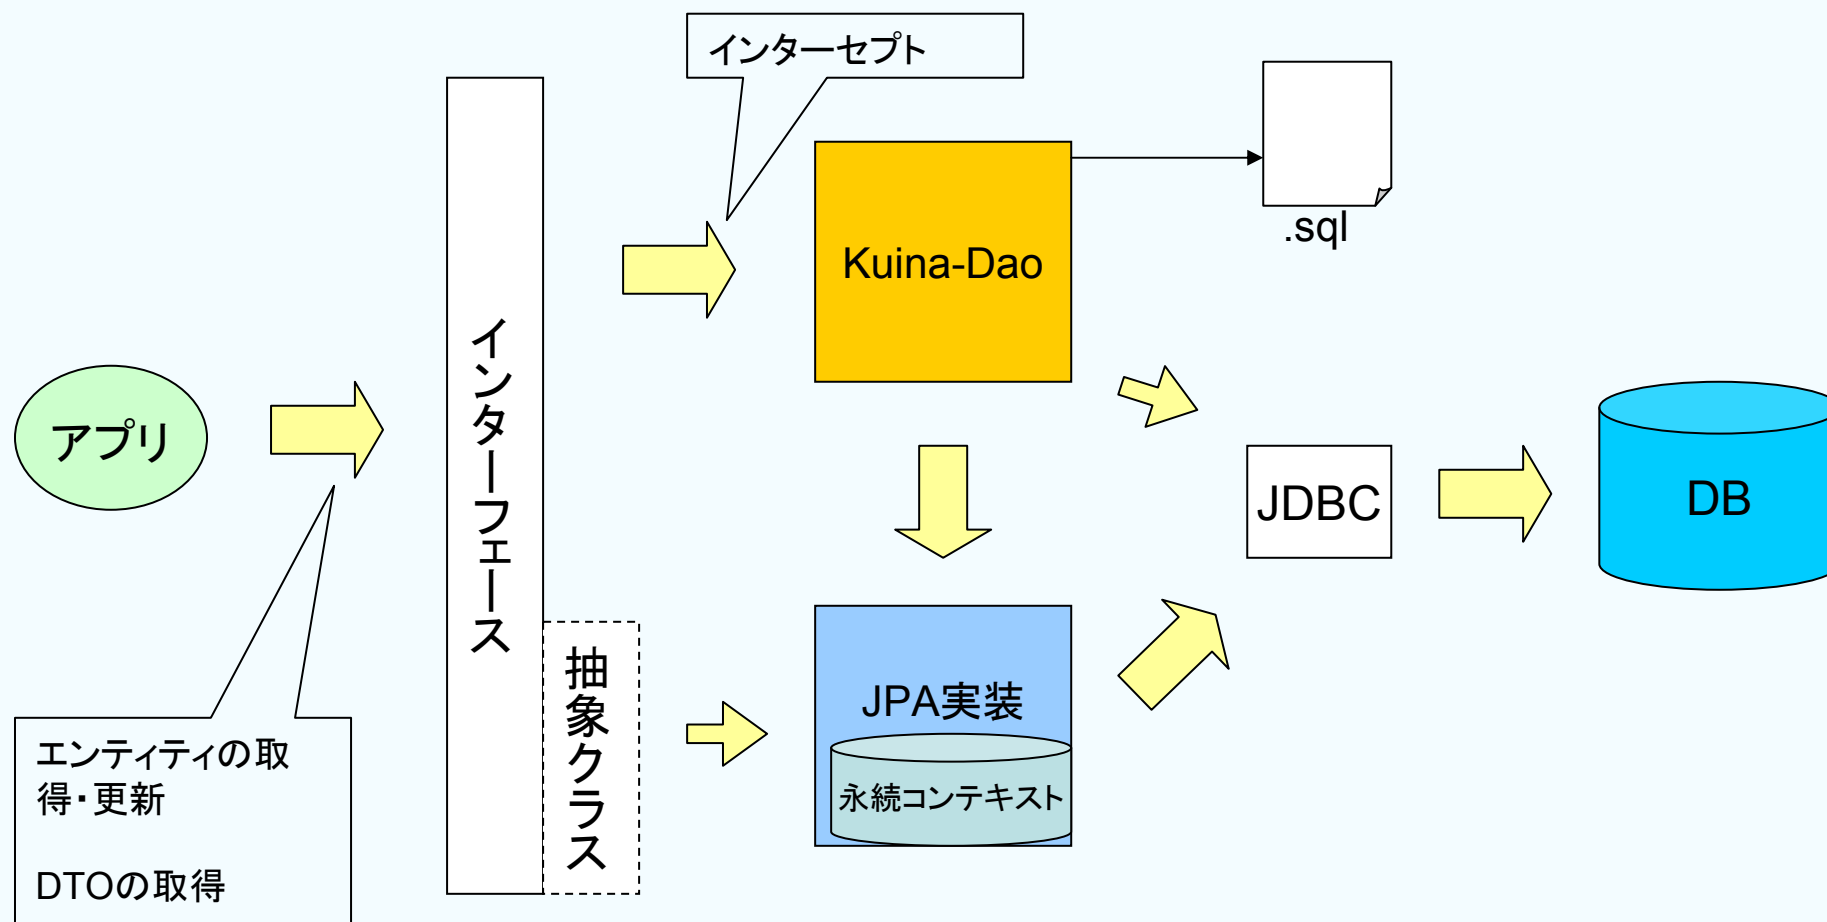 インターセプト
.sql
Kuina-Dao
インターフェース
アプリ
JDBC
DB
抽象クラス
JPA実装
永続コンテキスト
エンティティの取
得・更新
DTOの取得